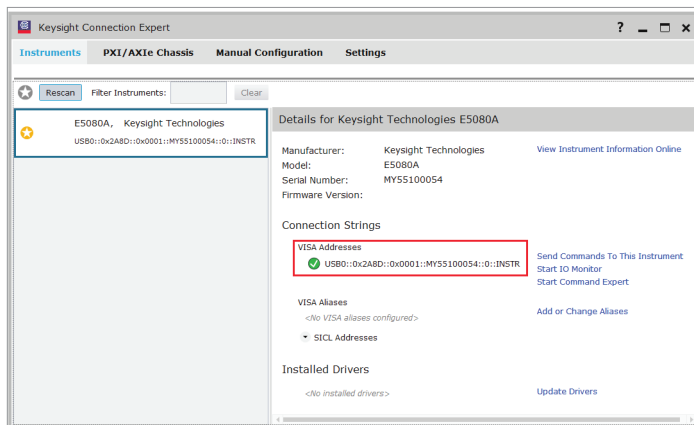 Keysight Connection Expert
?
Instruments PXI/AXIe Chassis Manual Configuration Settings
Rescan Filter Instruments: Clear
E5080A, Keysight Technologies
USB0::0x2A8D::0x0001::MY55100054::0::INSTR
Details for Keysight Technologies E5080A
Manufacturer: Keysight Technologies View Instrument Information Online
Model: E5080A
Serial Number: MY55100054
Firmware Version:
Connection Strings
VISA Addresses
USB0::0x2A8D::0x0001::MY55100054::0::INSTR
Send Commands To This Instrument
Start IO Monitor
Start Command Expert
VISA Aliases
<No VISA aliases configured>
Add or Change Aliases
SICL Addresses
Installed Drivers
<No installed drivers>
Update Drivers